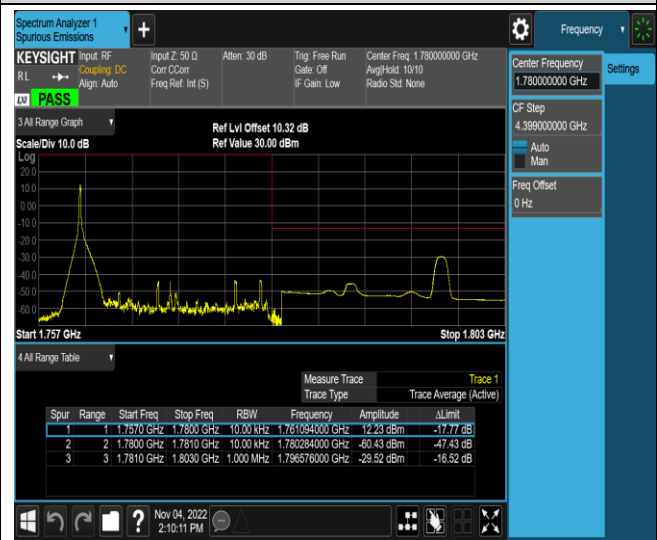 Spectrum Analyzer 1
Spurious Emissions
+
Frequency
KEYSIGHT Input: RF Input Z: 50 Ω Atten: 30 dB Trig: Free Run Center Freq: 1.780000000 GHz
RL Coupling: DC Corr CCorr Gate: Off Avg|Hold: 10/10
Align: Auto Freq Ref: Int (S) IF Gain: Low Radio Std: None
LXI PASS
Center Frequency
1.780000000 GHz
Settings
CF Step
4.399000000 GHz
Auto
Man
Freq Offset
0 Hz
3 All Range Graph
Ref Lvl Offset 10.32 dB
Scale/Div 10.0 dB Ref Value 30.00 dBm
Log
20.0
10.0
0.00
-10.0
-20.0
-30.0
-40.0
-50.0
-60.0
Start 1.757 GHz Stop 1.803 GHz
4 All Range Table
Measure Trace Trace 1
Trace Type Trace Average (Active)
Spur Range Start Freq Stop Freq RBW Frequency Amplitude ΔLimit
1 1 1.7570 GHz 1.7800 GHz 10.00 kHz 1.761094000 GHz 12.23 dBm -17.77 dB
2 2 1.7800 GHz 1.7810 GHz 10.00 kHz 1.780284000 GHz -60.43 dBm -47.43 dB
3 3 1.7810 GHz 1.8030 GHz 1.000 MHz 1.796576000 GHz -29.52 dBm -16.52 dB
? Nov 04, 2022
2:10:11 PM